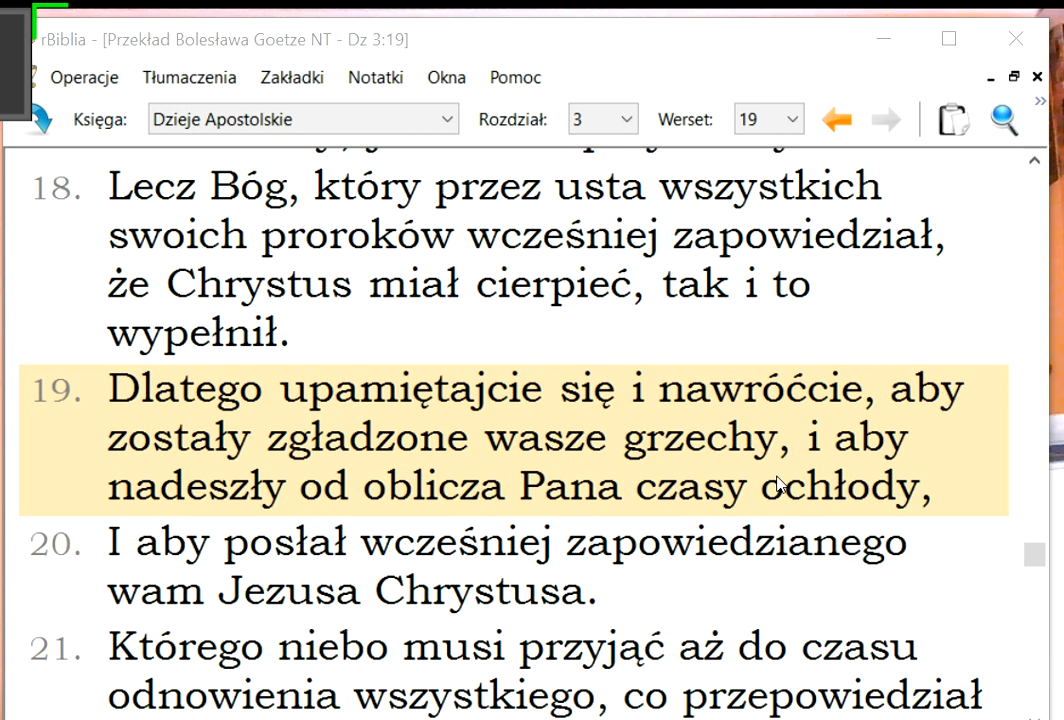 rBiblia - [Przekład Bolesława Goetze NT - Dz 3:19]
Operacje Tłumaczenia Zakładki Notatki Okna Pomoc
Księga: Dzieje Apostolskie Rozdział: 3 Werset: 19
18. Lecz Bóg, który przez usta wszystkich
swoich proroków wcześniej zapowiedział,
że Chrystus miał cierpieć, tak i to
wypełnił.
19. Dlatego upamiętajcie się i nawróćcie, aby
zostały zgładzone wasze grzechy, i aby
nadeszły od oblicza Pana czasy ochłody,
20. I aby posłał wcześniej zapowiedzianego
wam Jezusa Chrystusa.
21. Którego niebo musi przyjąć aż do czasu
odnowienia wszystkiego, co przepowiedział